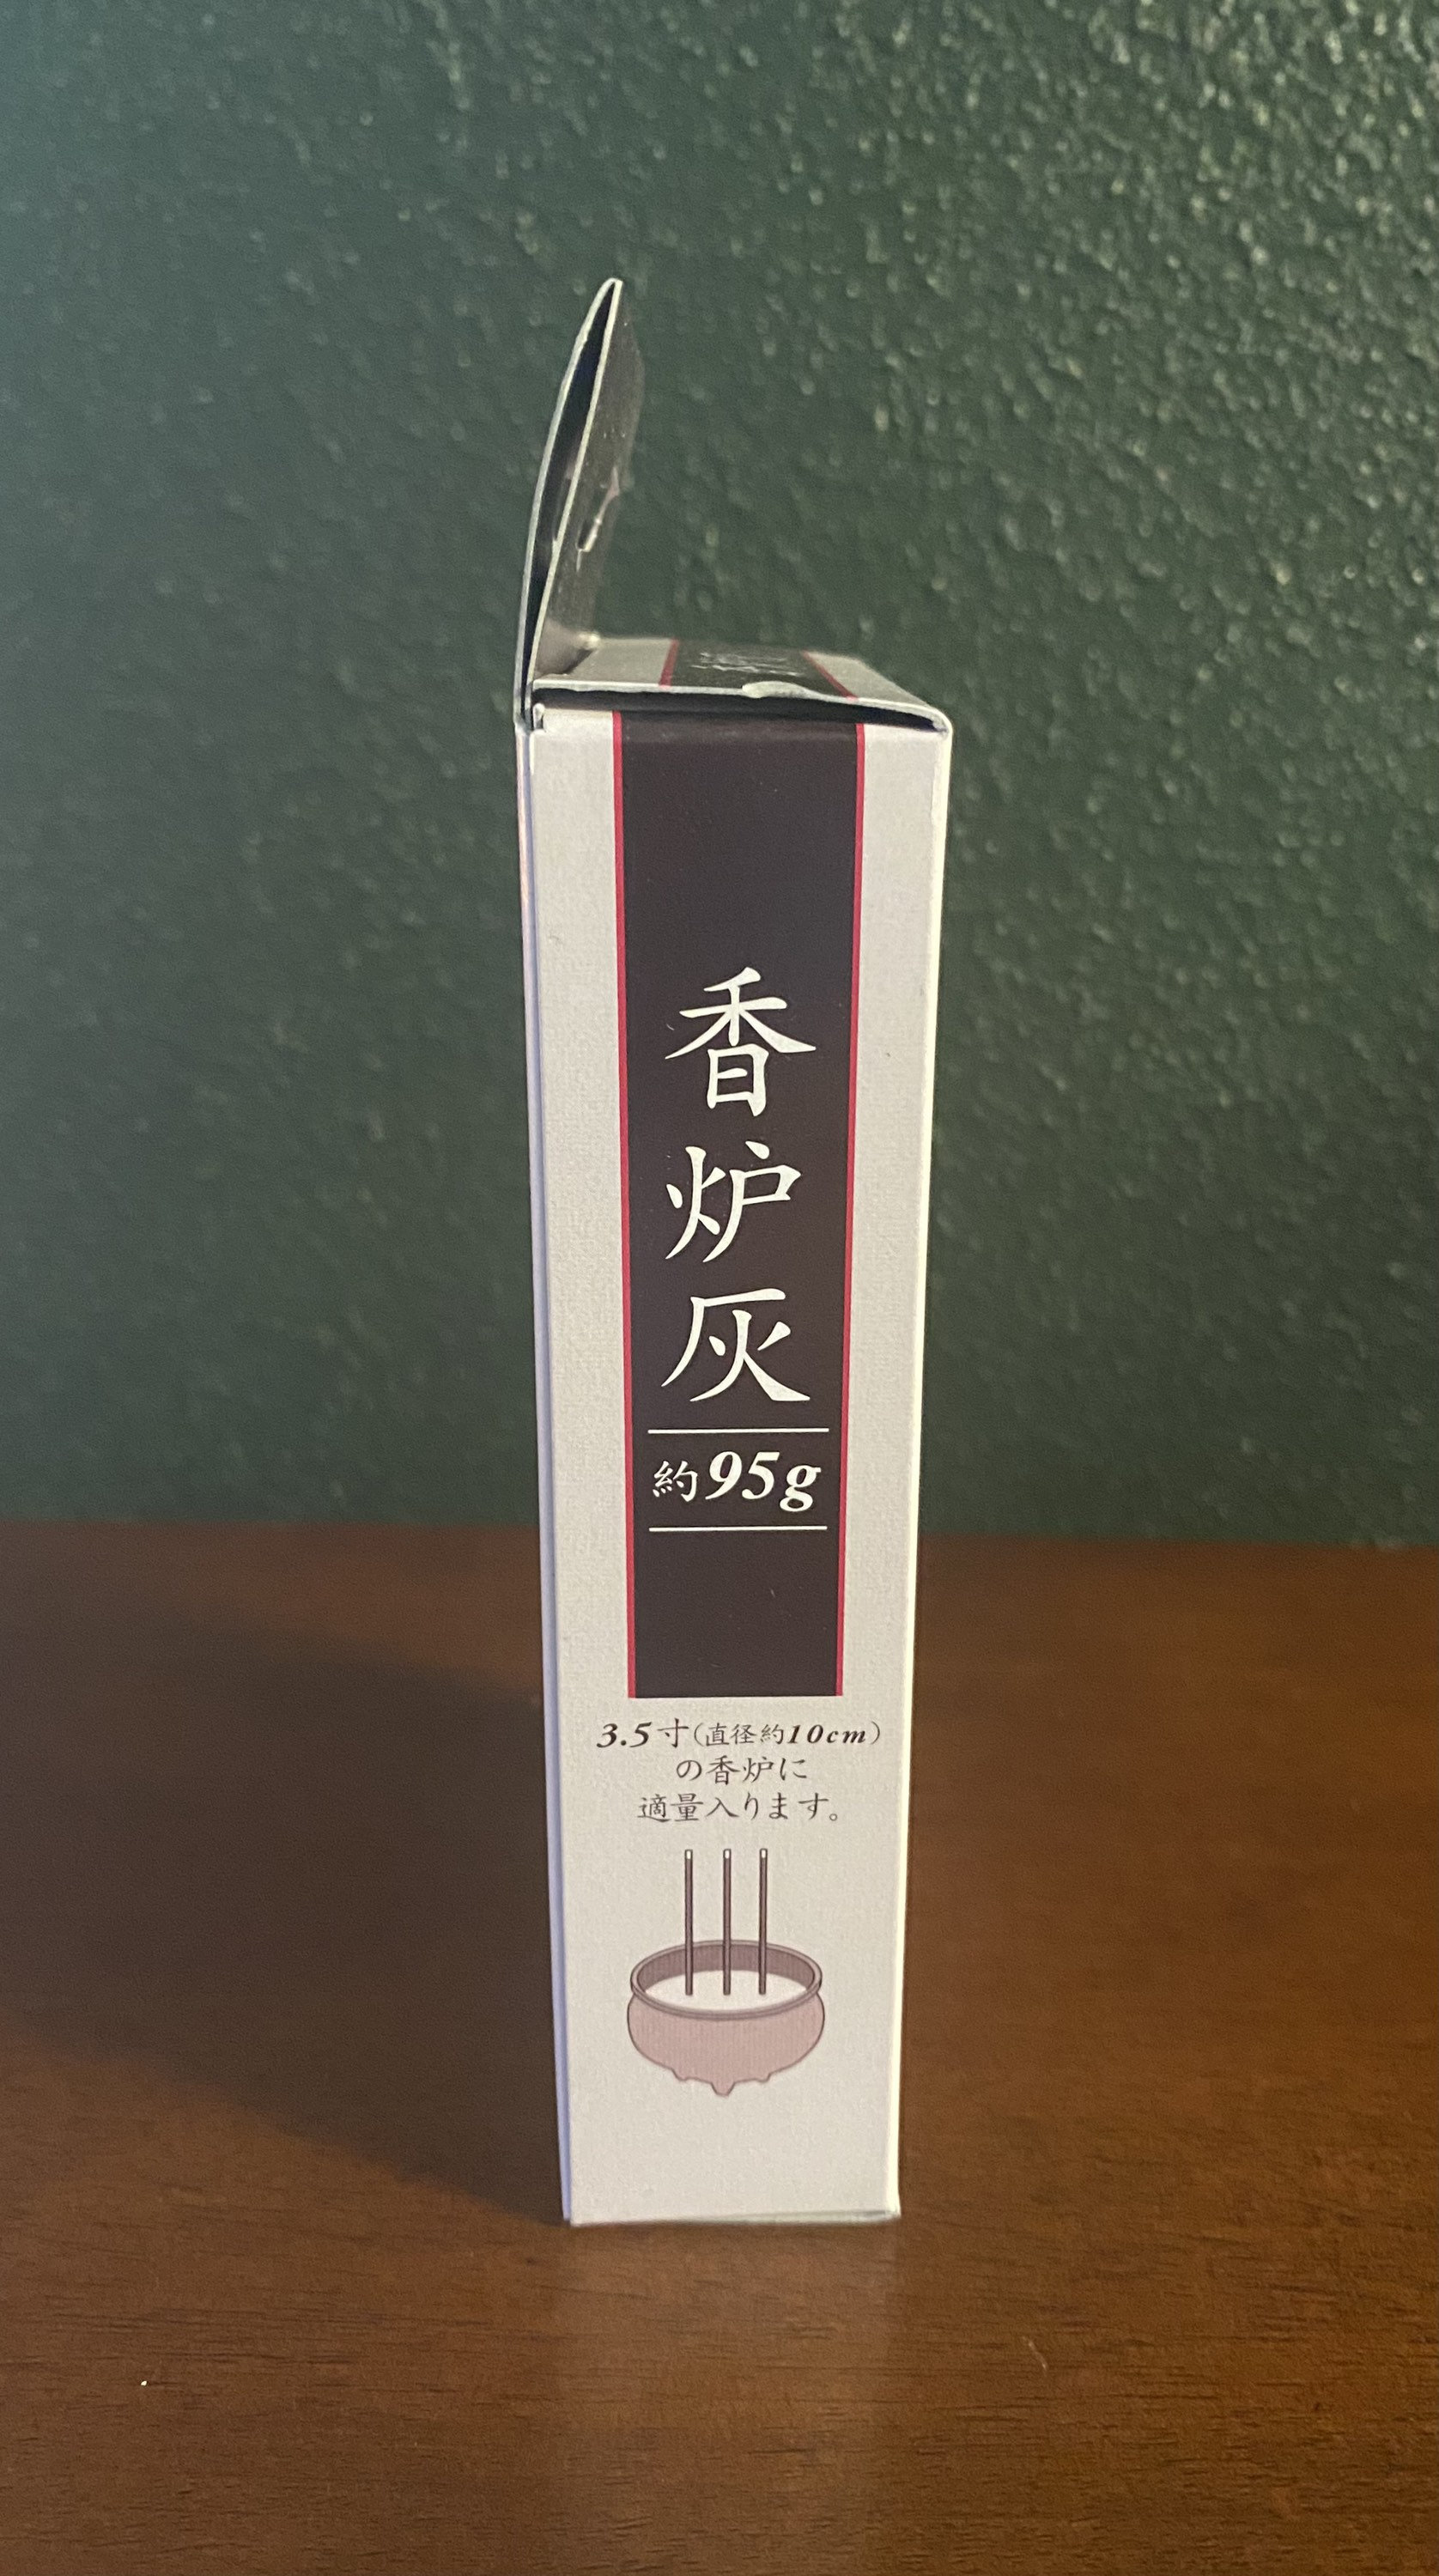 香炉灰
約95g
3.5寸(直径約10cm)
の香炉に
適量入ります。